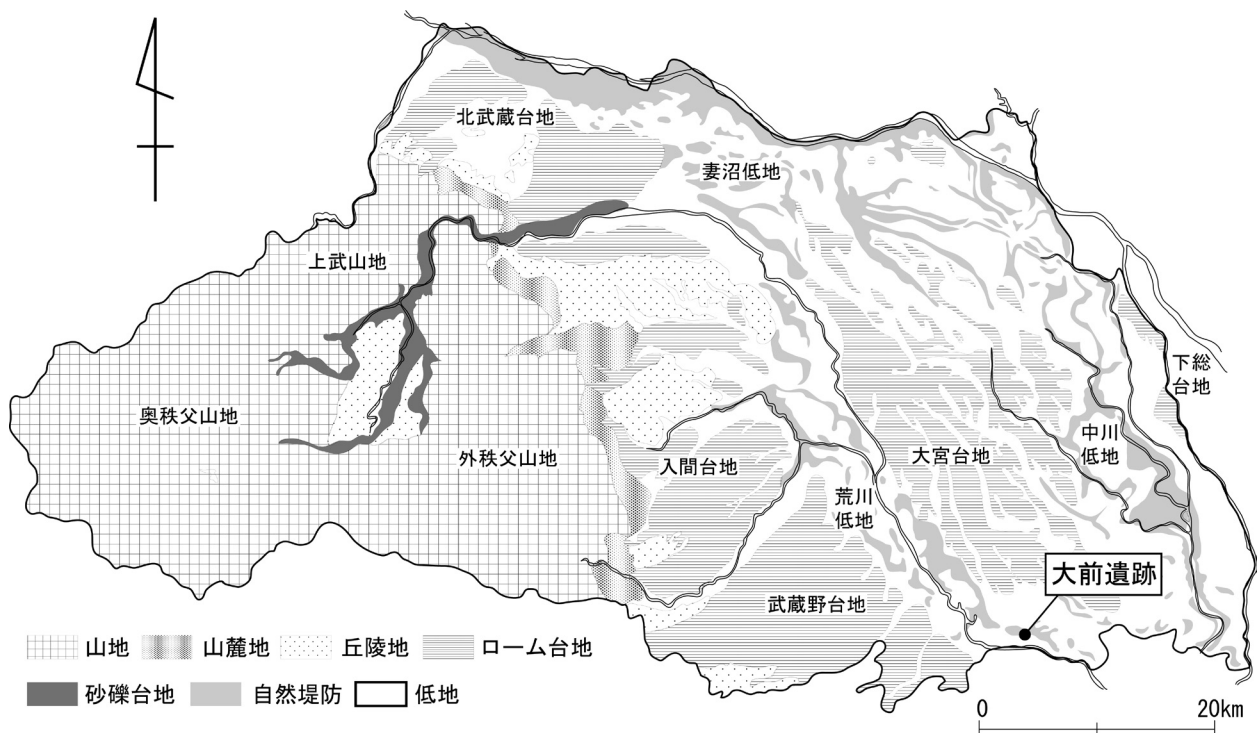 北武蔵台地
妻沼低地
上武山地
下総
台地
奥秩父山地
外秩父山地
入間台地
大宮台地
中川
低地
荒川
低地
大前遺跡
武蔵野台地
山地
山麓地
丘陵地
ローム台地
砂礫台地
自然堤防
低地
0
20km